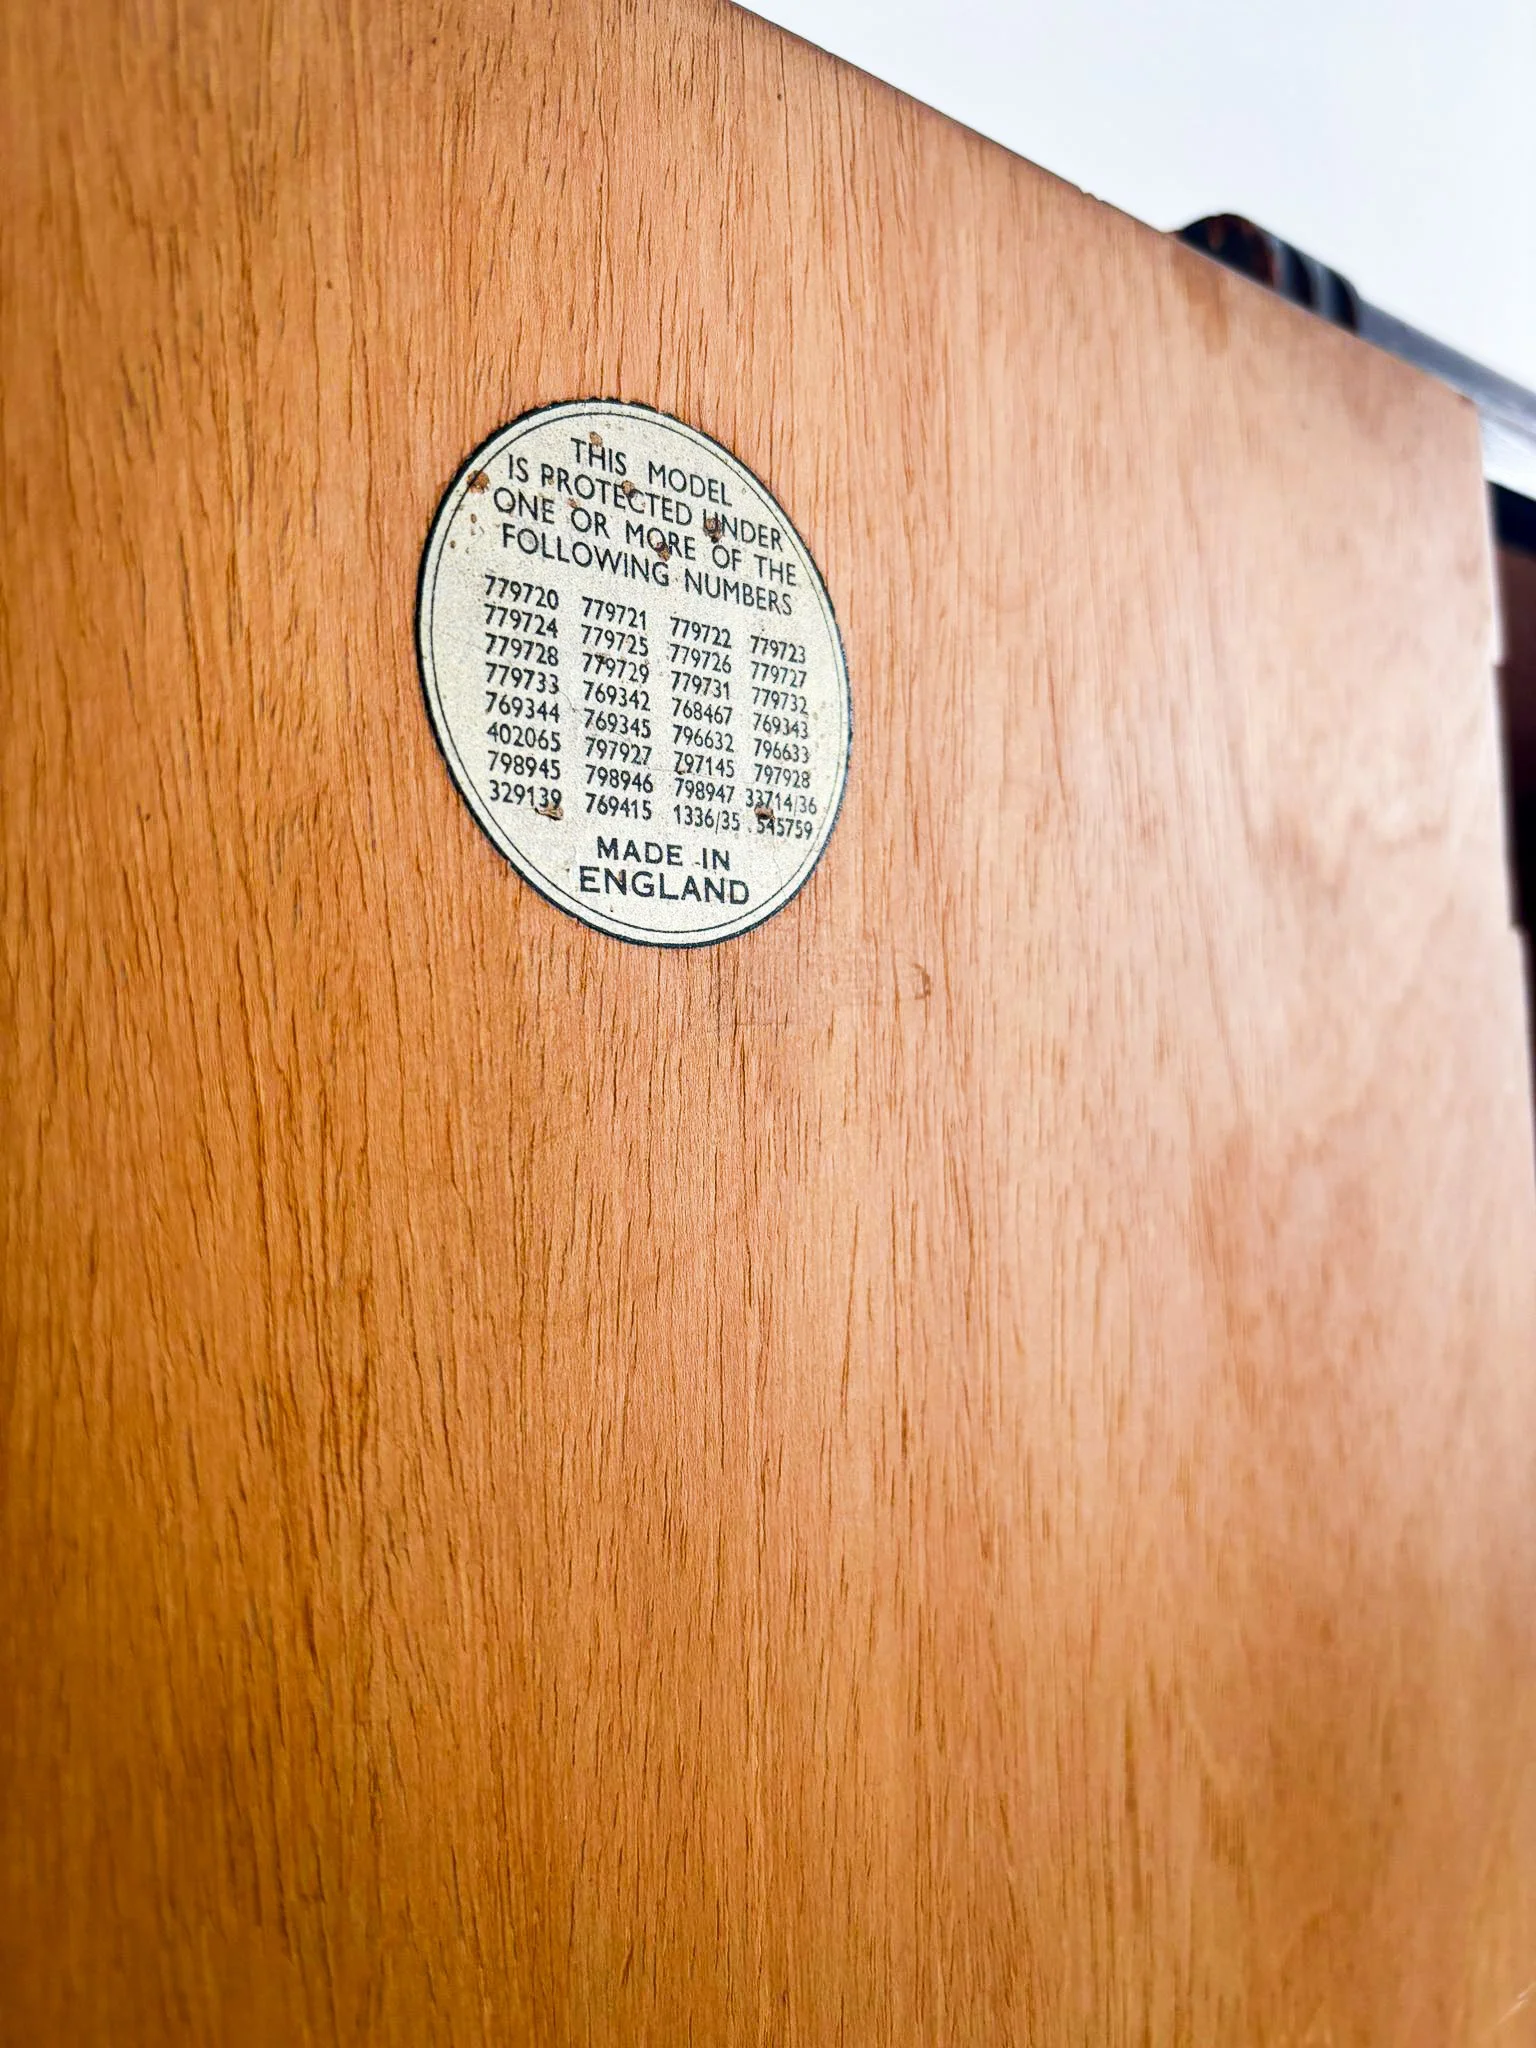 THIS MODEL
IS PROTECTED UNDER
ONE OR MORE OF THE
FOLLOWING NUMBERS
779720 779721 779722 779723
779724 779725 779726 779727
779728 779729 779731 779732
779733 769342 768467 769343
769344 769345 796632 796633
402065 797927 797145 797928
798945 798946 798947 33714/36
329139 769415 1336/35 545759
MADE IN
ENGLAND